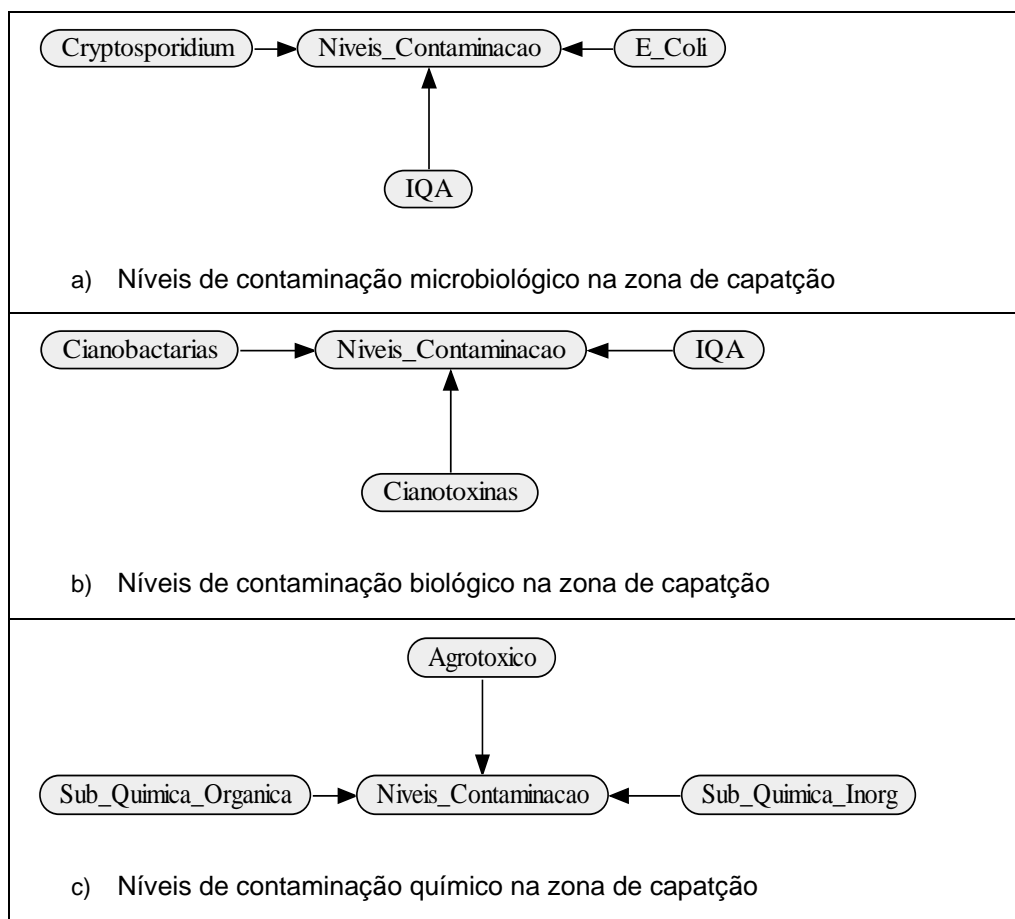 Cryptosporidium Niveis_Contaminacao E_Coli
IQA
a) Níveis de contaminação microbiológico na zona de capatção
Cianobactarias Niveis_Contaminacao IQA
Cianotoxinas
b) Níveis de contaminação biológico na zona de capatção
Agrotoxico
Sub_Quimica_Organica Niveis_Contaminacao Sub_Quimica_Inorg
c) Níveis de contaminação químico na zona de capatção